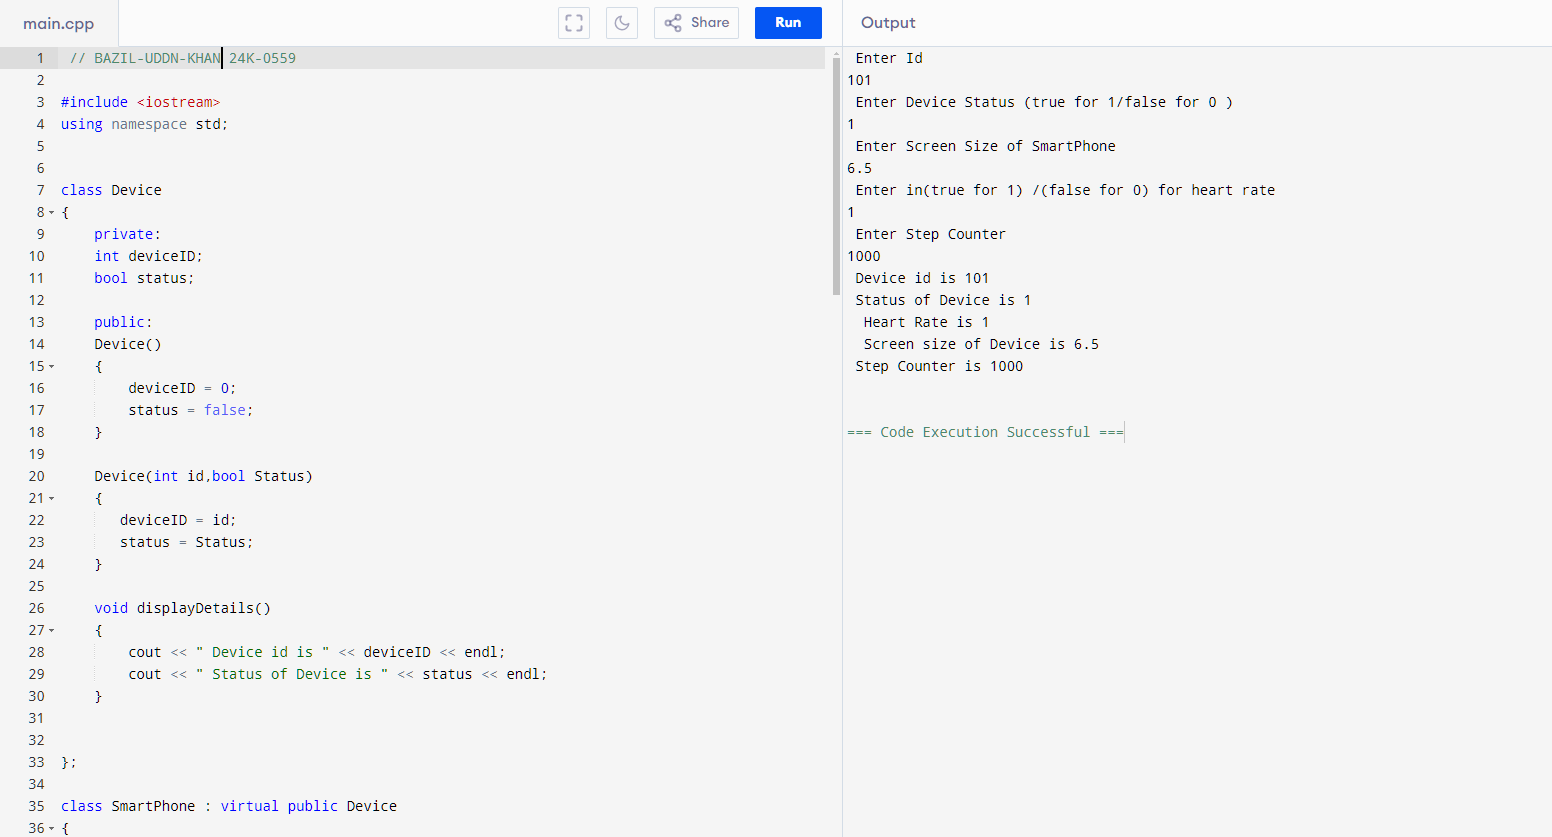 main.cpp
Share
Run
Output
1 // BAZIL-UDDN-KHAN 24K-0559
2
3 #include <iostream>
4 using namespace std;
5
6
7 class Device
8 {
9 private:
10 int deviceID;
11 bool status;
12
13 public:
14 Device()
15 {
16 deviceID = 0;
17 status = false;
18 }
19
20 Device(int id,bool Status)
21 {
22 deviceID = id;
23 status = Status;
24 }
25
26 void displayDetails()
27 {
28 cout << " Device id is " << deviceID << endl;
29 cout << " Status of Device is " << status << endl;
30 }
31
32
33 };
34
35 class SmartPhone : virtual public Device
36 {
Enter Id
101
Enter Device Status (true for 1/false for 0 )
1
Enter Screen Size of SmartPhone
6.5
Enter in(true for 1) /(false for 0) for heart rate
1
Enter Step Counter
1000
Device id is 101
Status of Device is 1
Heart Rate is 1
Screen size of Device is 6.5
Step Counter is 1000
=== Code Execution Successful ===